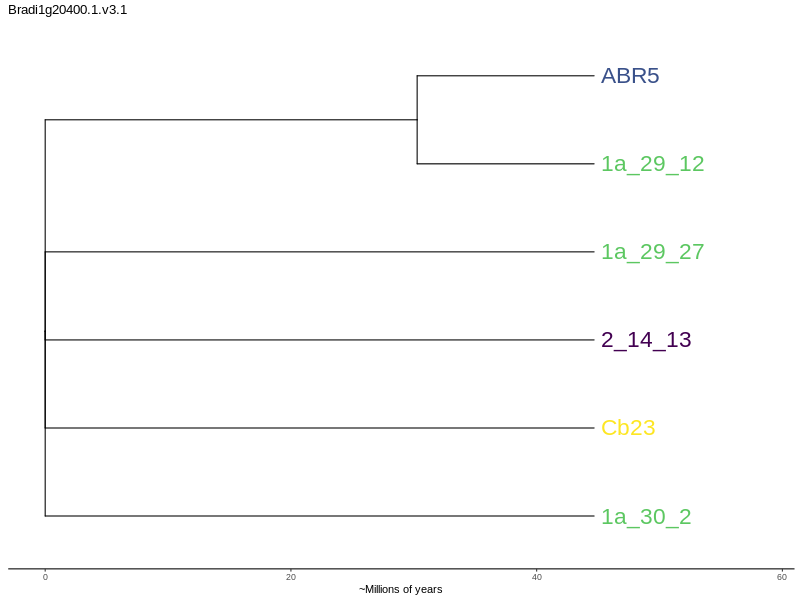 Bradi1g20400.1.v3.1
ABR5
1a_29_12
1a_29_27
2_14_13
Cb23
1a_30_2
0 20 40 60
~Millions of years